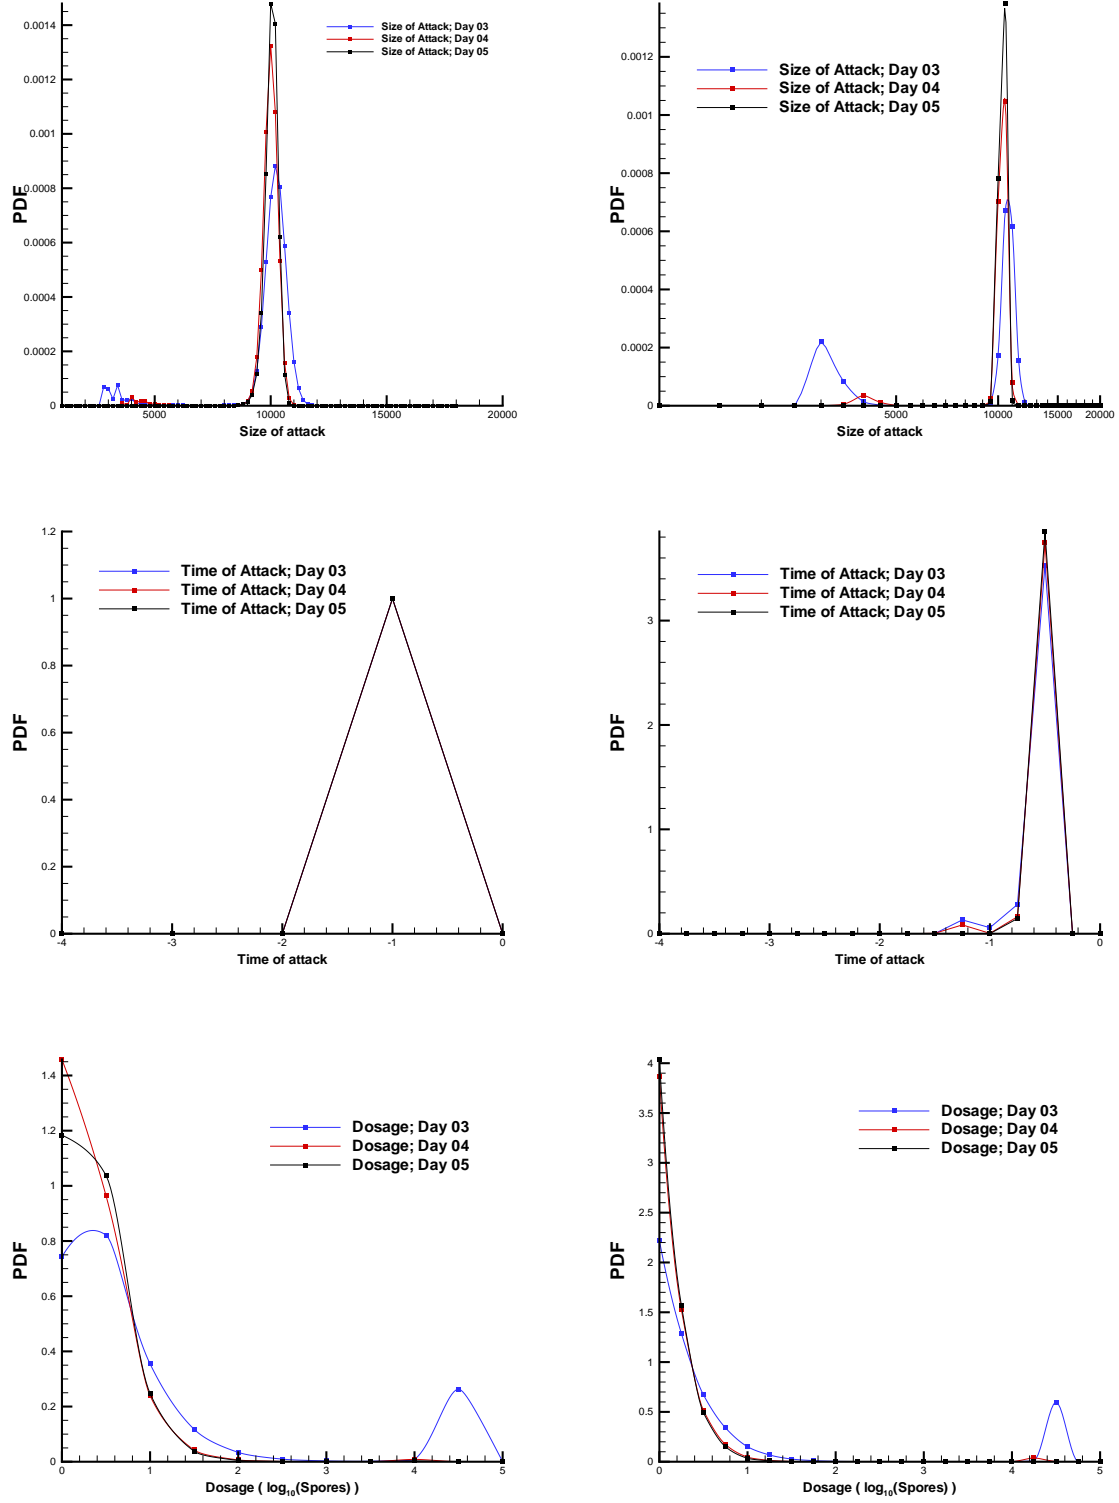 0.0014
0.0012
0.001
0.0008
0.0006
0.0004
0.0002
0
PDF
Size of Attack; Day 03
Size of Attack; Day 04
Size of Attack; Day 05
5000 10000 15000 20000
Size of attack
0.0012
0.001
0.0008
0.0006
0.0004
0.0002
0
PDF
Size of Attack; Day 03
Size of Attack; Day 04
Size of Attack; Day 05
5000 10000 15000 20000
Size of attack
1.2
1
0.8
0.6
0.4
0.2
0
PDF
Time of Attack; Day 03
Time of Attack; Day 04
Time of Attack; Day 05
-4 -3 -2 -1 0
Time of attack
3
2
1
0
PDF
Time of Attack; Day 03
Time of Attack; Day 04
Time of Attack; Day 05
-4 -3 -2 -1 0
Time of attack
1.4
1.2
1
0.8
0.6
0.4
0.2
0
PDF
Dosage; Day 03
Dosage; Day 04
Dosage; Day 05
0 1 2 3 4 5
Dosage ( log10(Spores) )
4
3.5
3
2.5
2
1.5
1
0.5
0
PDF
Dosage; Day 03
Dosage; Day 04
Dosage; Day 05
0 1 2 3 4 5
Dosage ( log10(Spores) )